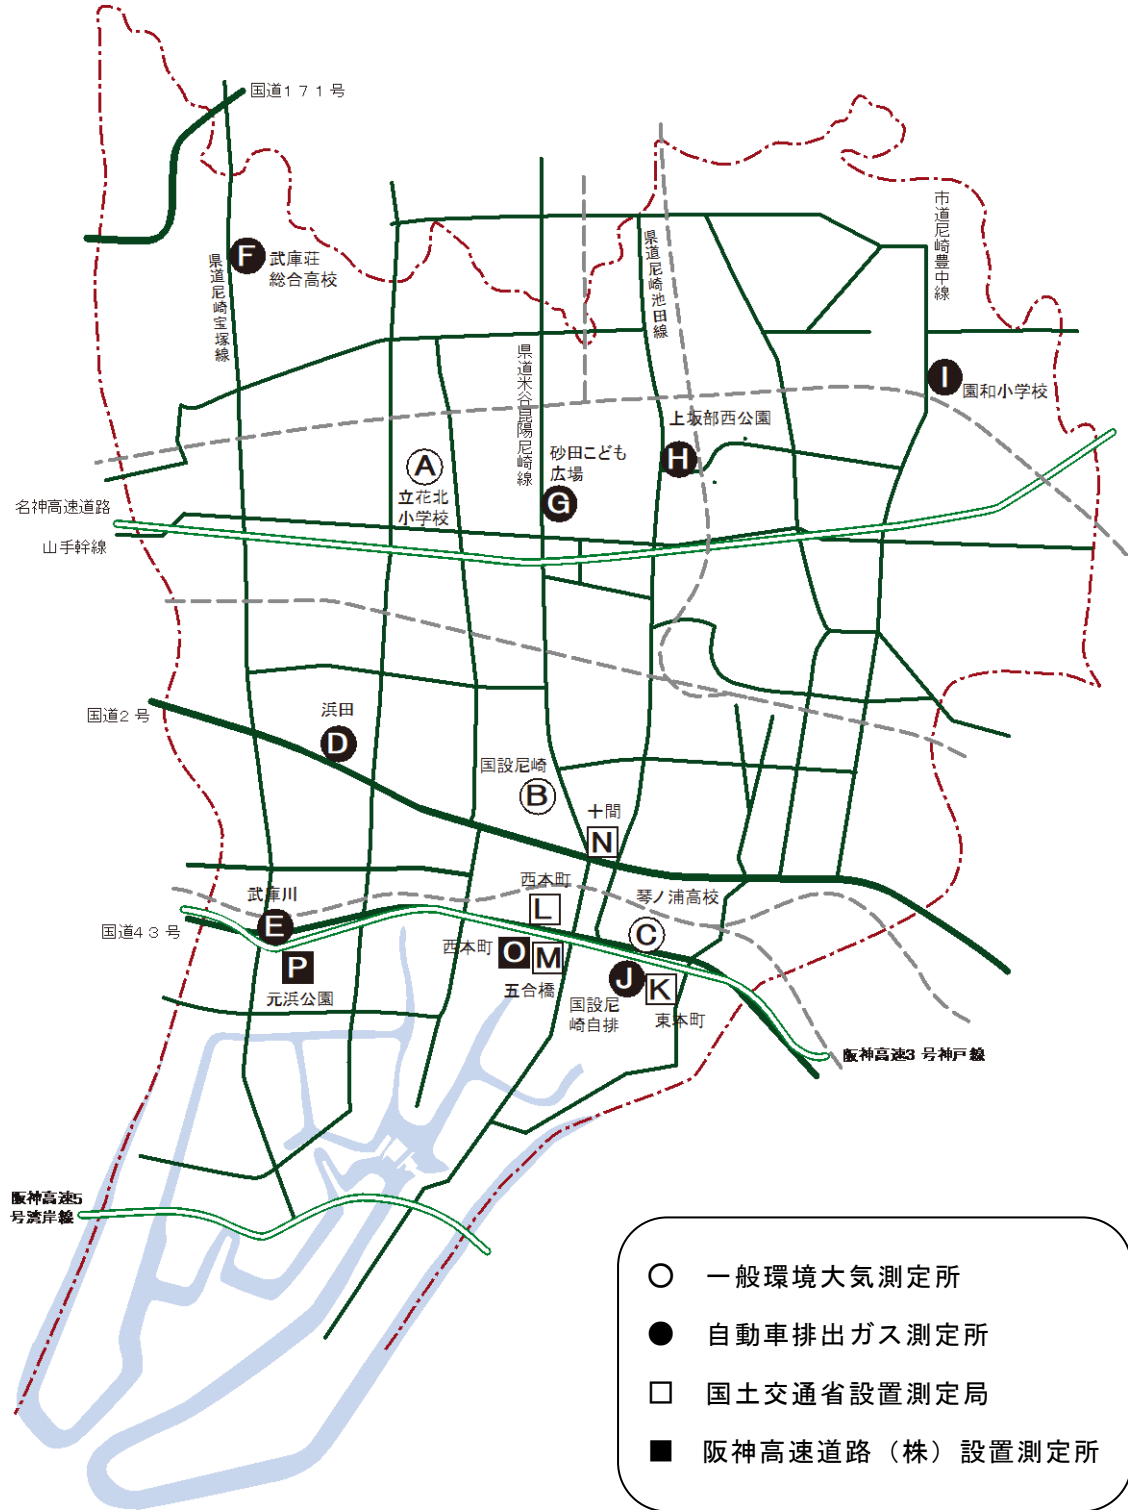 国道171号
F
武庫荘
総合高校
県道尼崎宝塚線
県道尼崎池田線
市道尼崎豊中線
県道米谷昆陽尼崎線
I
園和小学校
上坂部西公園
H
A
立花北
小学校
砂田こども
広場
G
名神高速道路
山手幹線
国道2号
浜田
D
国設尼崎
B
十間
N
西本町
L
琴ノ浦高校
C
武庫川
E
国道43号
P
元浜公園
西本町
O
M
五合橋
J
国設尼
崎自排
K
東本町
阪神高速3号神戸線
阪神高速5
号湾岸線
一般環境大気測定所
自動車排出ガス測定所
国土交通省設置測定局
阪神高速道路（株）設置測定所